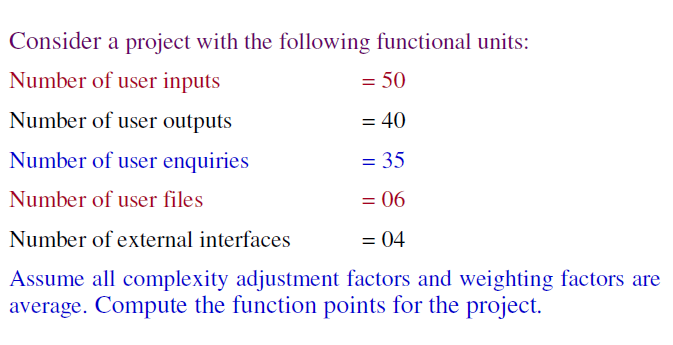 Consider a project with the following functional units:
Number of user inputs = 50
Number of user outputs = 40
Number of user enquiries = 35
Number of user files = 06
Number of external interfaces = 04
Assume all complexity adjustment factors and weighting factors are
average. Compute the function points for the project.